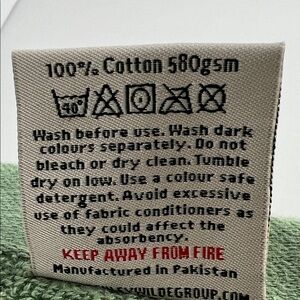 100% Cotton 580gsm
40°
Wash before use. Wash dark
colours separately. Do not
bleach or dry clean. Tumble
dry on low. Use a colour safe
detergent. Avoid excessive
use of fabric conditioners as
they could affect the
absorbency.
KEEP AWAY FROM FIRE
Manufactured in Pakistan